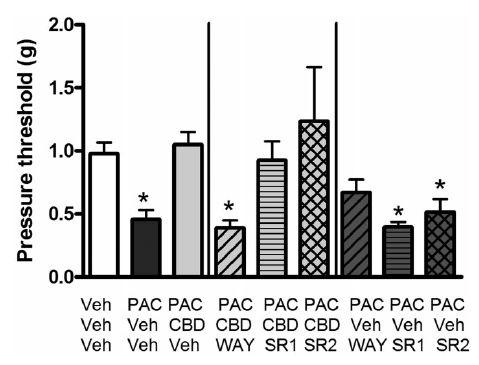 Pressure threshold (g)
2.0
1.5
1.0
0.5
0.0
* * * *
Veh PAC PAC PAC PAC PAC PAC PAC PAC
Veh Veh CBD CBD CBD CBD Veh Veh Veh
Veh Veh Veh WAY SR1 SR2 WAY SR1 SR2